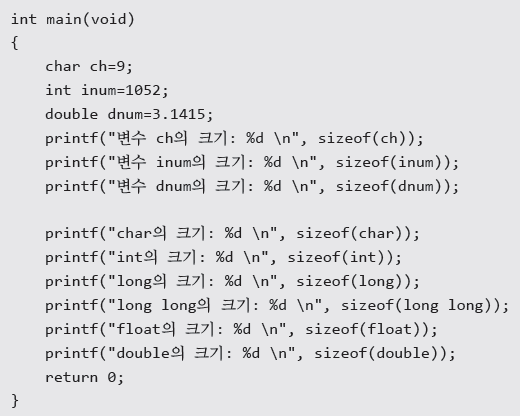 int main(void)
{
    char ch=9;
    int inum=1052;
    double dnum=3.1415;
    printf("변수 ch의 크기: %d \n", sizeof(ch));
    printf("변수 inum의 크기: %d \n", sizeof(inum));
    printf("변수 dnum의 크기: %d \n", sizeof(dnum));

    printf("char의 크기: %d \n", sizeof(char));
    printf("int의 크기: %d \n", sizeof(int));
    printf("long의 크기: %d \n", sizeof(long));
    printf("long long의 크기: %d \n", sizeof(long long));
    printf("float의 크기: %d \n", sizeof(float));
    printf("double의 크기: %d \n", sizeof(double));
    return 0;
}